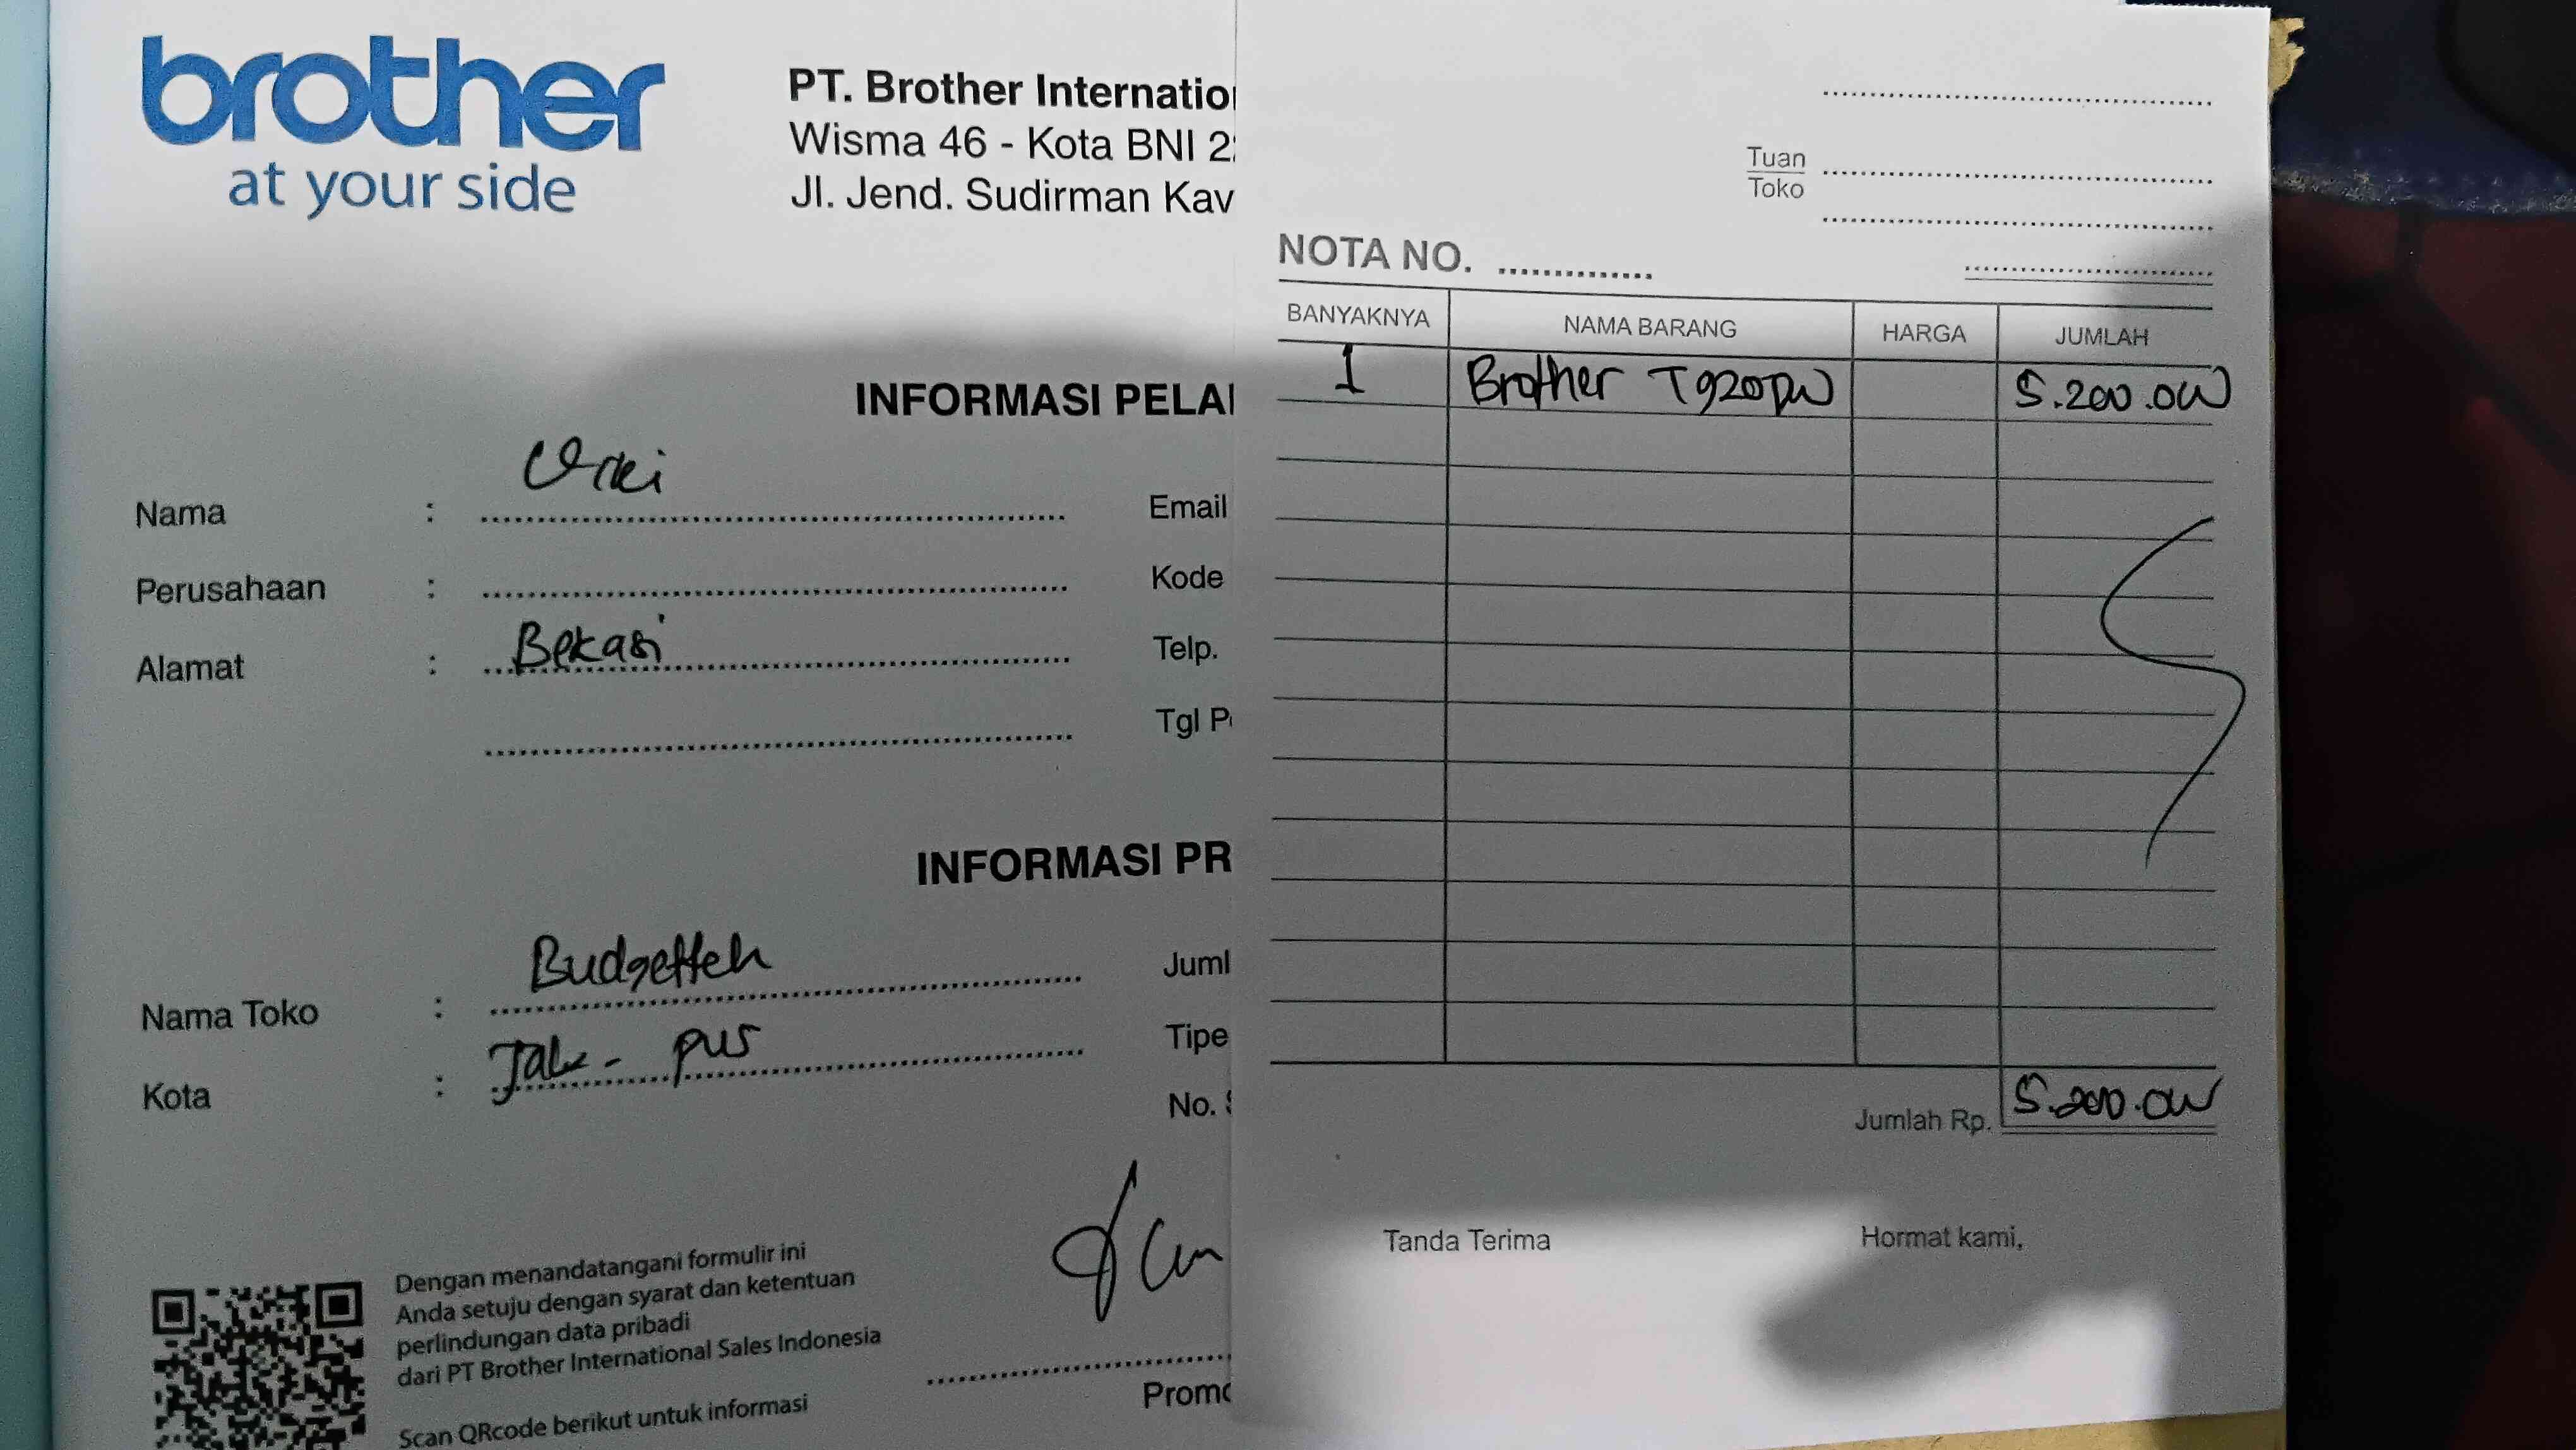 brother
at your side
PT. Brother Internatio
Wisma 46 - Kota BNI 2
Jl. Jend. Sudirman Kav
INFORMASI PELA
Nama :
Email
Perusahaan :
Kode
Alamat : Bekasi
Telp.
Tgl P
INFORMASI PR
Nama Toko : Budgettech
Juml
Kota : Jak - pus
Tipe
No.
Dengan menandatangani formulir ini
Anda setuju dengan syarat dan ketentuan
perlindungan data pribadi
dari PT Brother International Sales Indonesia
Scan QRcode berikut untuk informasi
Promo
Tuan
Toko
NOTA NO.
BANYAKNYA NAMA BARANG HARGA JUMLAH
1 Brother T920DW 5.200.000
Jumlah Rp. 5.200.000
Tanda Terima Hormat kami,